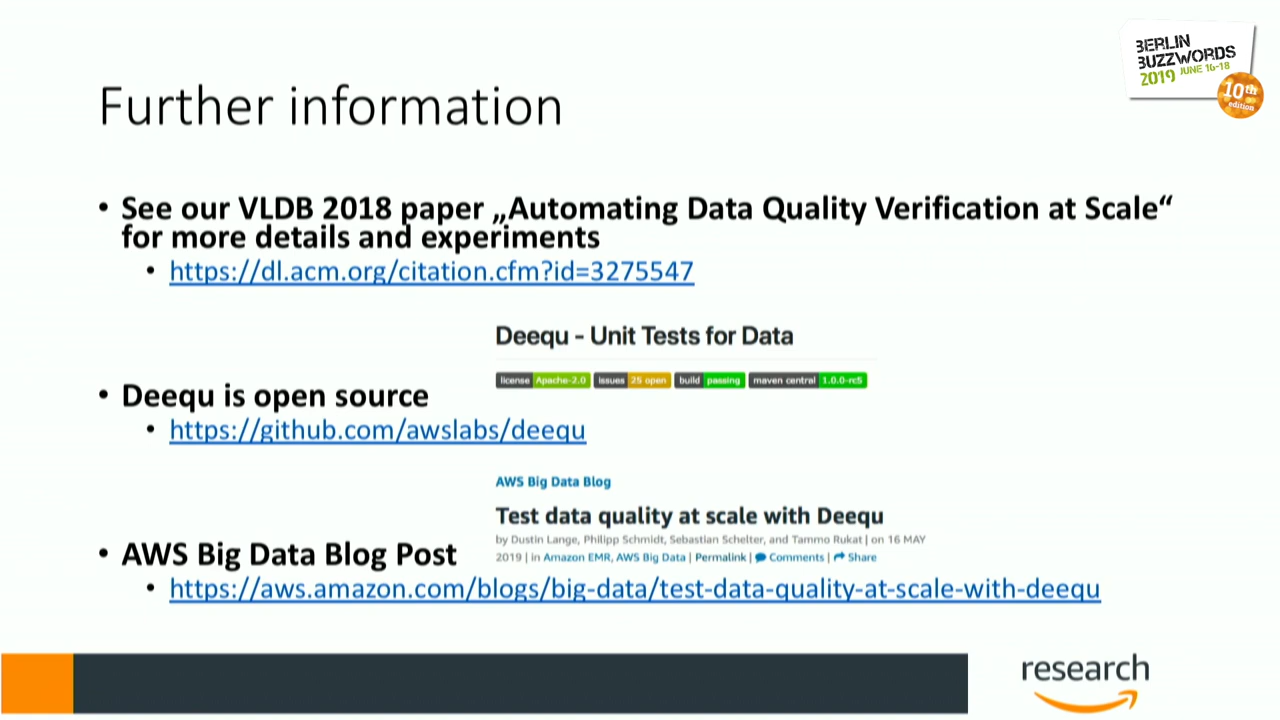 BERLIN
BUZZWORDS
2019 JUNE 16-18
10th
edition
Further information
• See our VLDB 2018 paper „Automating Data Quality Verification at Scale“
for more details and experiments
• https://dl.acm.org/citation.cfm?id=3275547
Deequ - Unit Tests for Data
license Apache-2.0 issues 25 open build passing maven central 1.0.0-rc5
• Deequ is open source
• https://github.com/awslabs/deequ
AWS Big Data Blog
Test data quality at scale with Deequ
by Dustin Lange, Philipp Schmidt, Sebastian Schelter, and Tammo Rukat | on 16 MAY
2019 | in Amazon EMR, AWS Big Data | Permalink | Comments | Share
• AWS Big Data Blog Post
• https://aws.amazon.com/blogs/big-data/test-data-quality-at-scale-with-deequ
research